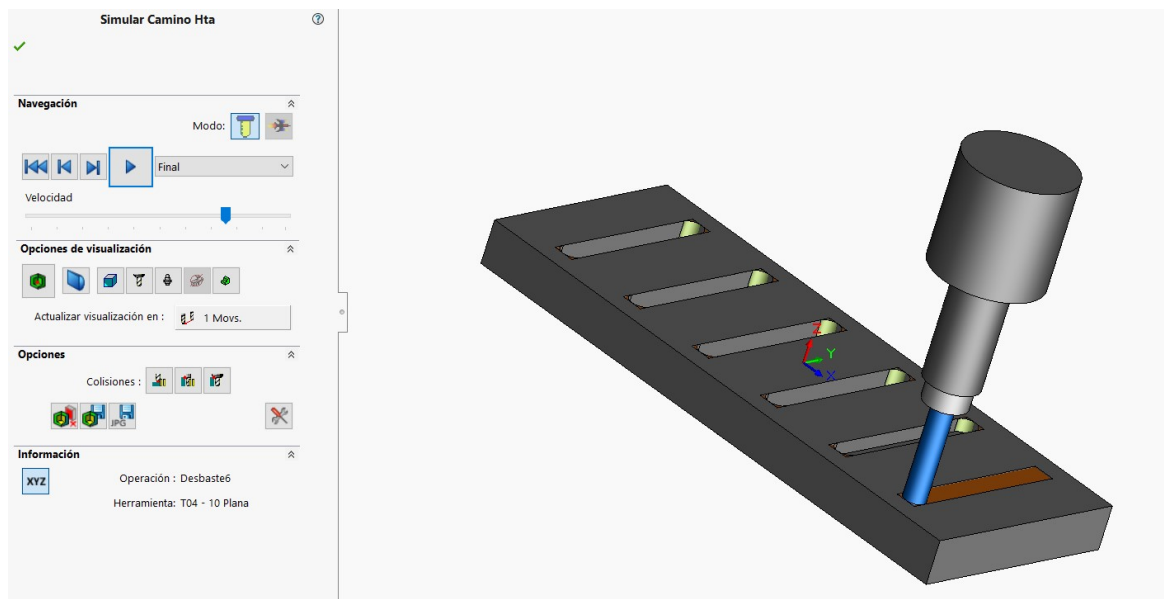 Simular Camino Hta
Navegación
Modo:
Final
Velocidad
Opciones de visualización
Actualizar visualización en : 1 Movs.
Opciones
Colisiones :
JPG
Información
XYZ Operación : Desbaste6
Herramienta: T04 - 10 Plana
Z
Y
X